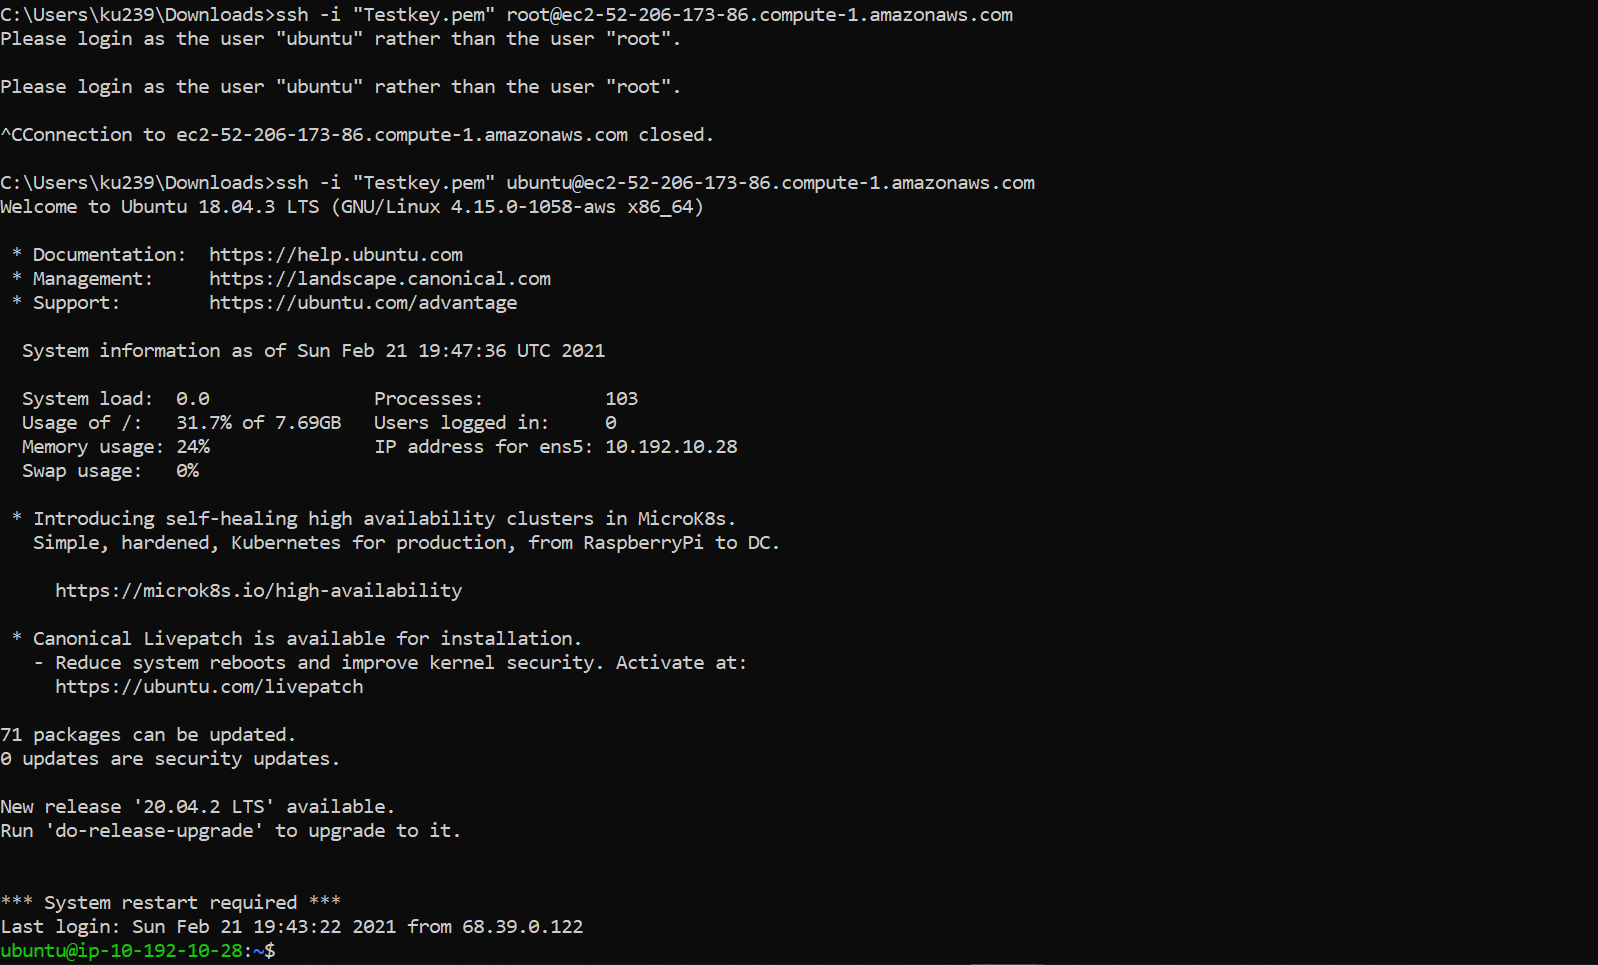 C:\Users\ku239\Downloads>ssh -i "Testkey.pem" root@ec2-52-206-173-86.compute-1.amazonaws.com
Please login as the user "ubuntu" rather than the user "root".
Please login as the user "ubuntu" rather than the user "root".
^CConnection to ec2-52-206-173-86.compute-1.amazonaws.com closed.
C:\Users\ku239\Downloads>ssh -i "Testkey.pem" ubuntu@ec2-52-206-173-86.compute-1.amazonaws.com
Welcome to Ubuntu 18.04.3 LTS (GNU/Linux 4.15.0-1058-aws x86_64)
* Documentation:  https://help.ubuntu.com
* Management:     https://landscape.canonical.com
* Support:        https://ubuntu.com/advantage
System information as of Sun Feb 21 19:47:36 UTC 2021
System load:  0.0               Processes:           103
Usage of /:   31.7% of 7.69GB   Users logged in:     0
Memory usage: 24%               IP address for ens5: 10.192.10.28
Swap usage:   0%
* Introducing self-healing high availability clusters in MicroK8s.
Simple, hardened, Kubernetes for production, from RaspberryPi to DC.
https://microk8s.io/high-availability
* Canonical Livepatch is available for installation.
- Reduce system reboots and improve kernel security. Activate at:
https://ubuntu.com/livepatch
71 packages can be updated.
0 updates are security updates.
New release '20.04.2 LTS' available.
Run 'do-release-upgrade' to upgrade to it.
*** System restart required ***
Last login: Sun Feb 21 19:43:22 2021 from 68.39.0.122
ubuntu@ip-10-192-10-28:~$